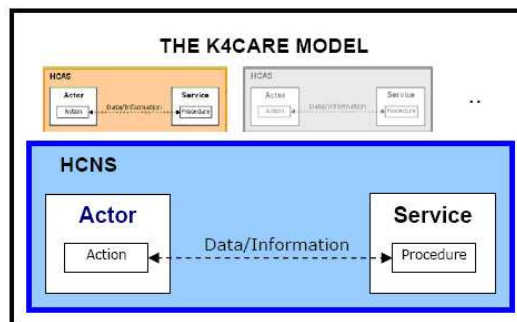 THE K4CARE MODEL
HCAS
Actor
Service
Action
Data/Information
Procedure
HCAS
Actor
Service
Action
Data/Information
Procedure
..
HCNS
Actor
Service
Data/Information
Action
Procedure